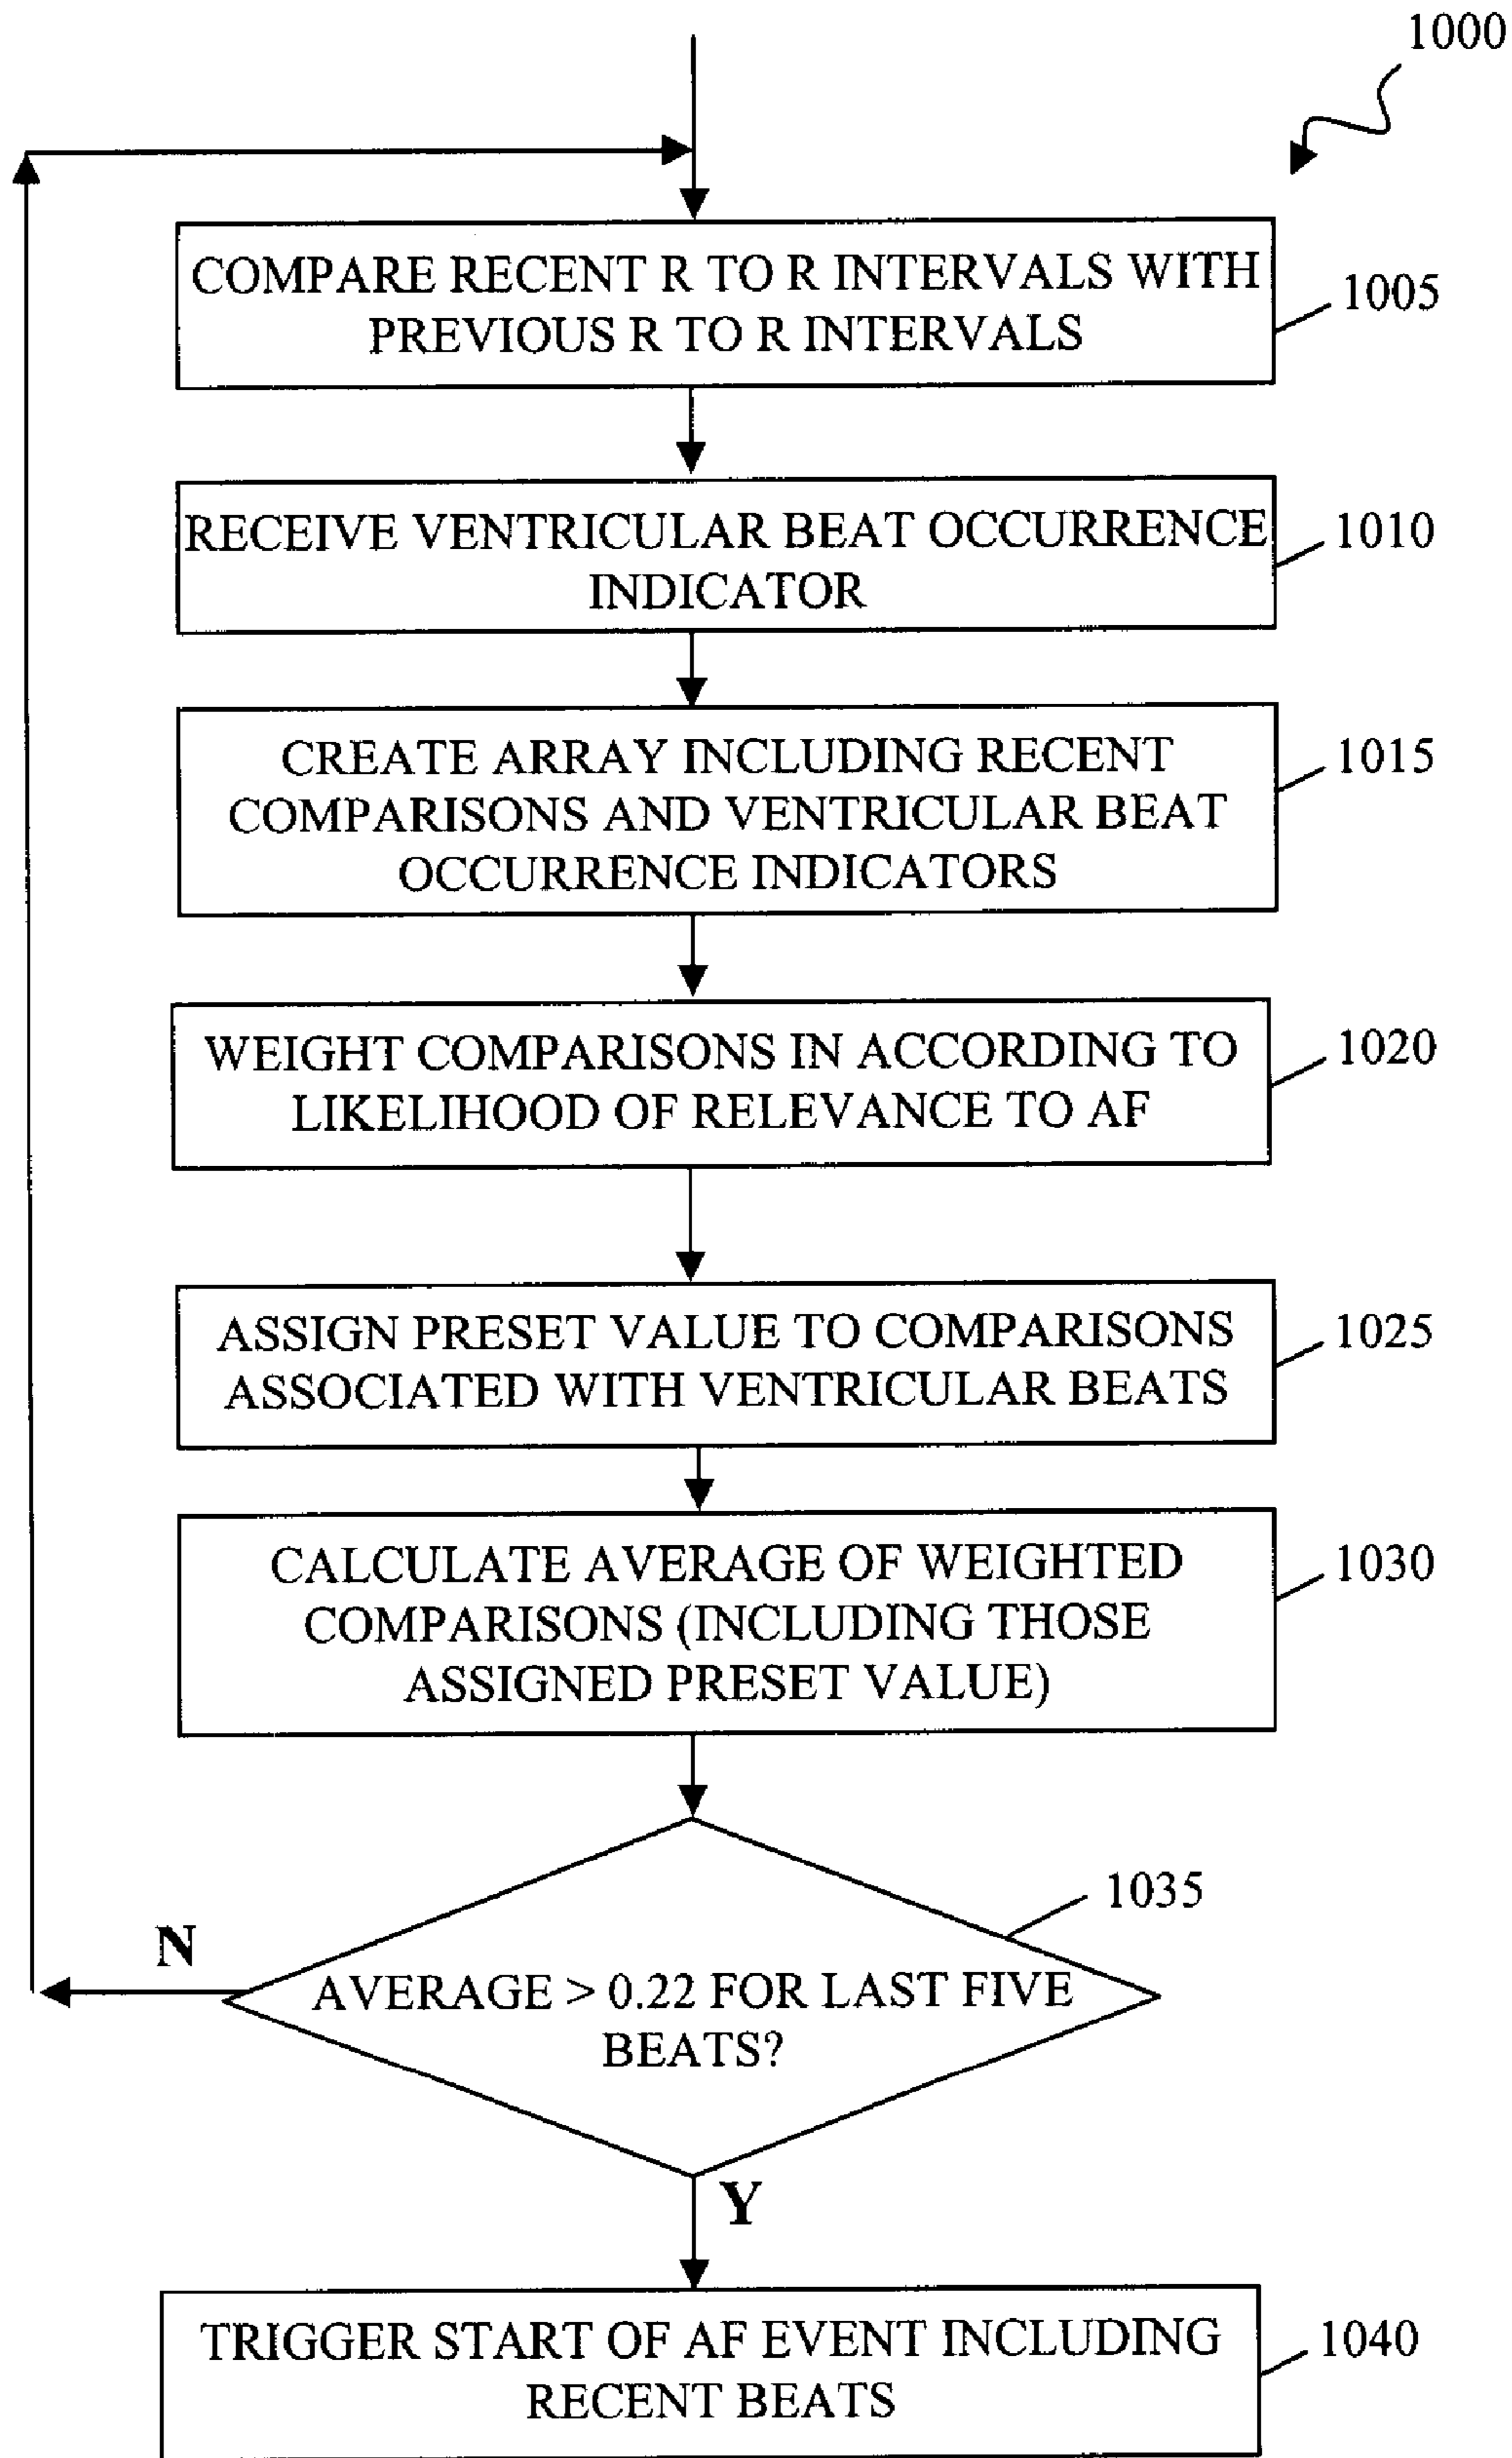 1000
COMPARE RECENT R TO R INTERVALS WITH
PREVIOUS R TO R INTERVALS
1005
RECEIVE VENTRICULAR BEAT OCCURRENCE
INDICATOR
1010
CREATE ARRAY INCLUDING RECENT
COMPARISONS AND VENTRICULAR BEAT
OCCURRENCE INDICATORS
1015
WEIGHT COMPARISONS IN ACCORDING TO
LIKELIHOOD OF RELEVANCE TO AF
1020
ASSIGN PRESET VALUE TO COMPARISONS
ASSOCIATED WITH VENTRICULAR BEATS
1025
CALCULATE AVERAGE OF WEIGHTED
COMPARISONS (INCLUDING THOSE
ASSIGNED PRESET VALUE)
1030
1035
N
AVERAGE > 0.22 FOR LAST FIVE
BEATS?
Y
TRIGGER START OF AF EVENT INCLUDING
RECENT BEATS
1040